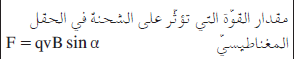 مقدار القوّة التي تؤثّر على الشحنة في الحقل
المغناطيسيّ F = qvB sin α